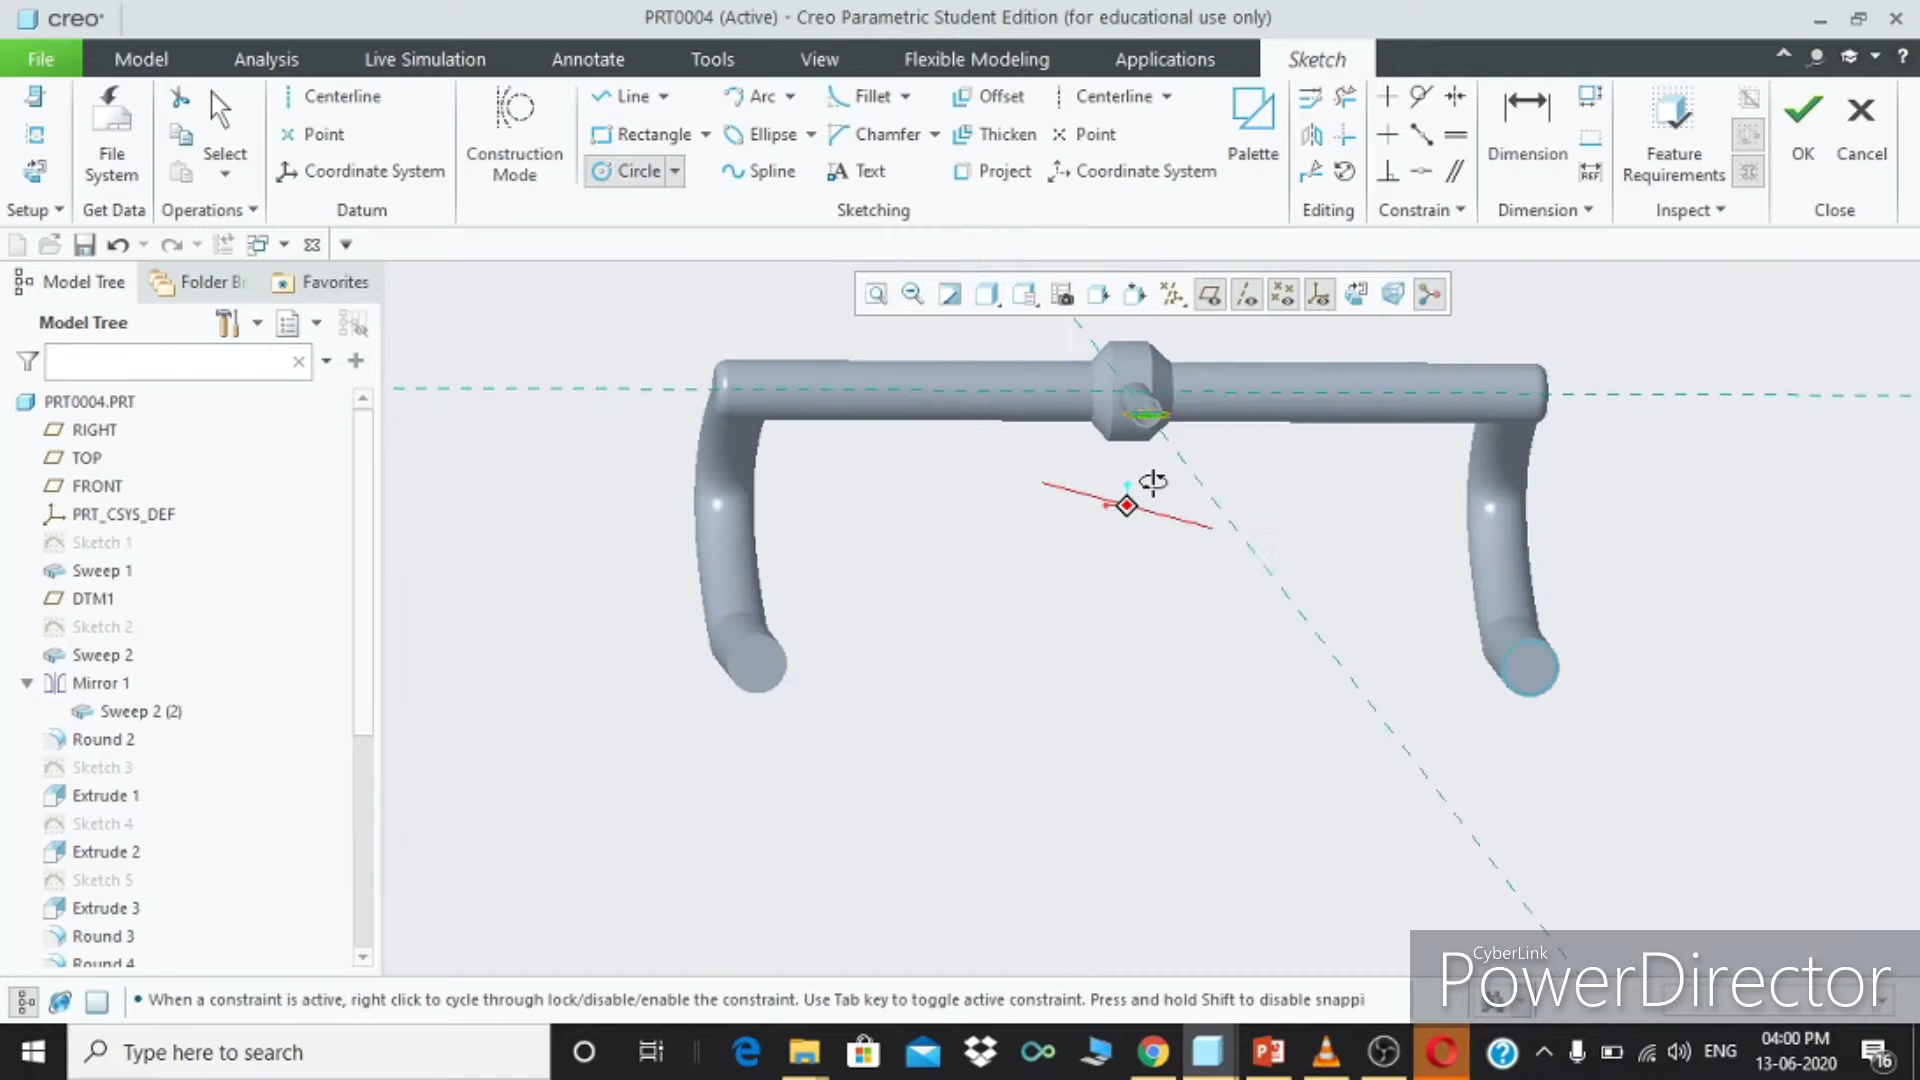 creo
PRT0004 (Active) - Creo Parametric Student Edition (for educational use only)
File Model Analysis Live Simulation Annotate Tools View Flexible Modeling Applications Sketch
Centerline Line Arc Fillet Offset Centerline
Point Rectangle Ellipse Chamfer Thicken Point
Coordinate System Circle Spline Text Project Coordinate System
File System
Select
Construction Mode
Palette
Dimension
REF
Feature Requirements
OK Cancel
Setup Get Data Operations Datum Sketching Editing Constrain Dimension Inspect Close
Model Tree Folder Br Favorites
Model Tree
PRT0004.PRT
RIGHT
TOP
FRONT
PRT_CSYS_DEF
Sketch 1
Sweep 1
DTM1
Sketch 2
Sweep 2
Mirror 1
Sweep 2 (2)
Round 2
Sketch 3
Extrude 1
Sketch 4
Extrude 2
Sketch 5
Extrude 3
Round 3
Round 4
• When a constraint is active, right click to cycle through lock/disable/enable the constraint. Use Tab key to toggle active constraint. Press and hold Shift to disable snappi
CyberLink
PowerDirector
Type here to search
ENG
04:00 PM
13-06-2020
16